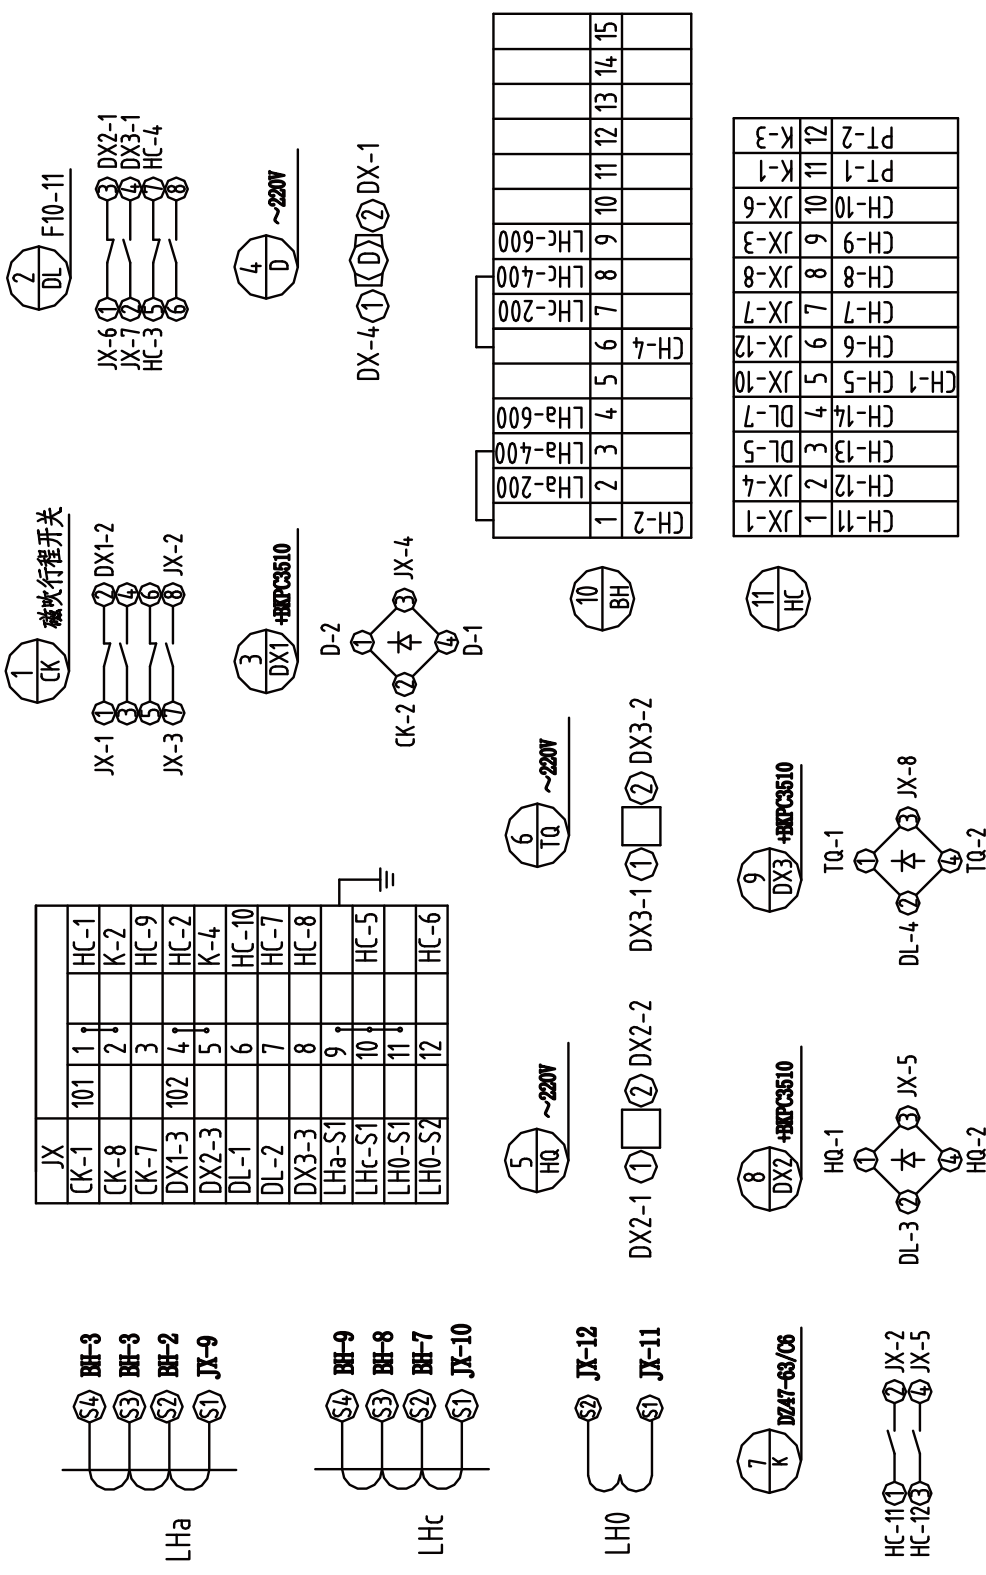 LHa
S4 BH-3
S3 BH-3
S2 BH-2
S1 JX-9
LHc
S4 BH-9
S3 BH-8
S2 BH-7
S1 JX-10
LH0
S2 JX-12
S1 JX-11
7
K
DZ47-63/C6
HC-11 1 2 JX-2
HC-12 3 4 JX-5
JX
CK-1 101 1 HC-1
CK-8 2 K-2
CK-7 3 HC-9
DX1-3 102 4 HC-2
DX2-3 5 K-4
DL-1 6 HC-10
DL-2 7 HC-7
DX3-3 8 HC-8
LHa-S1 9
LHc-S1 10 HC-5
LH0-S1 11
LH0-S2 12 HC-6
5
HQ
~220V
DX2-1 1 2 DX2-2
6
TQ
~220V
DX3-1 1 2 DX3-2
8
DX2
+BKPC3510
HQ-1
1
DL-3 2 3 JX-5
4
HQ-2
9
DX3
+BKPC3510
TQ-1
1
DL-4 2 3 JX-8
4
TQ-2
1
CK
磁吹行程开关
JX-1 1 2 DX1-2
3 4
5 6
JX-3 7 8 JX-2
2
DL
F10-11
JX-6 1 3 DX2-1
JX-7 2 4 DX3-1
HC-3 5 7 HC-4
6 8
3
DX1
+BKPC3510
D-2
1
CK-2 2 3 JX-4
4
D-1
4
D
~220V
DX-4 1 D 2 DX-1
10
BH
1 CH-2
LHa-200 2
LHa-400 3
LHa-600 4
5
6 CH-4
LHc-200 7
LHc-400 8
LHc-600 9
10
11
12
13
14
15
11
HC
JX-1 1 CH-11
JX-4 2 CH-12
DL-5 3 CH-13
DL-7 4 CH-14
JX-10 5 CH-5 CH-1
JX-12 6 CH-6
JX-7 7 CH-7
JX-8 8 CH-8
JX-3 9 CH-9
JX-6 10 CH-10
K-1 11 PT-1
K-3 12 PT-2